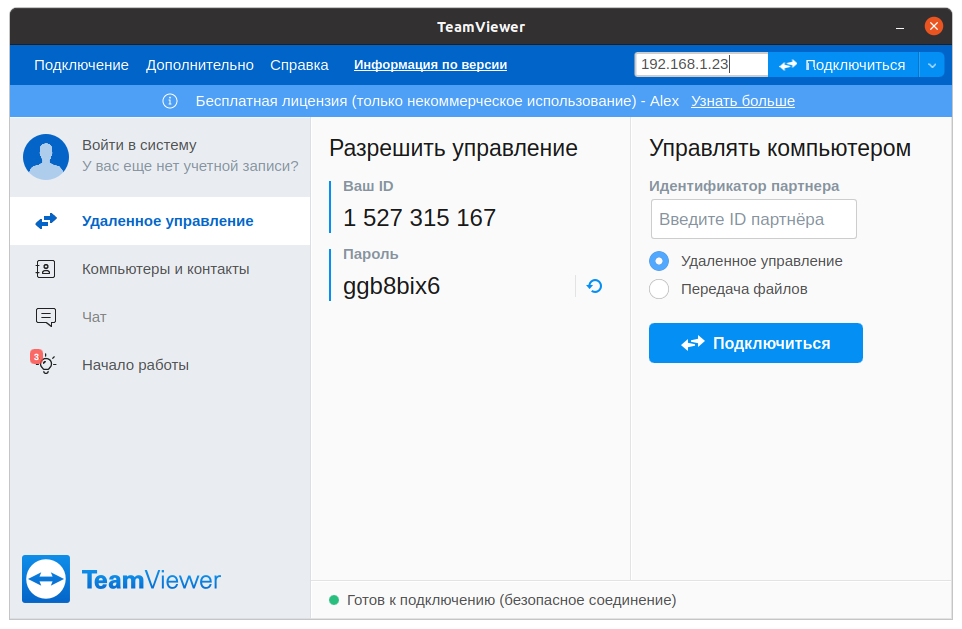 TeamViewer
Подключение Дополнительно Справка Информация по версии 192.168.1.23 Подключиться
Бесплатная лицензия (только некоммерческое использование) - Alex Узнать больше
Войти в систему
У вас еще нет учетной записи?
Удаленное управление
Компьютеры и контакты
Чат
3
Начало работы
TeamViewer
Разрешить управление
Ваш ID
1 527 315 167
Пароль
ggb8bix6
Управлять компьютером
Идентификатор партнера
Введите ID партнёра
Удаленное управление
Передача файлов
Подключиться
Готов к подключению (безопасное соединение)